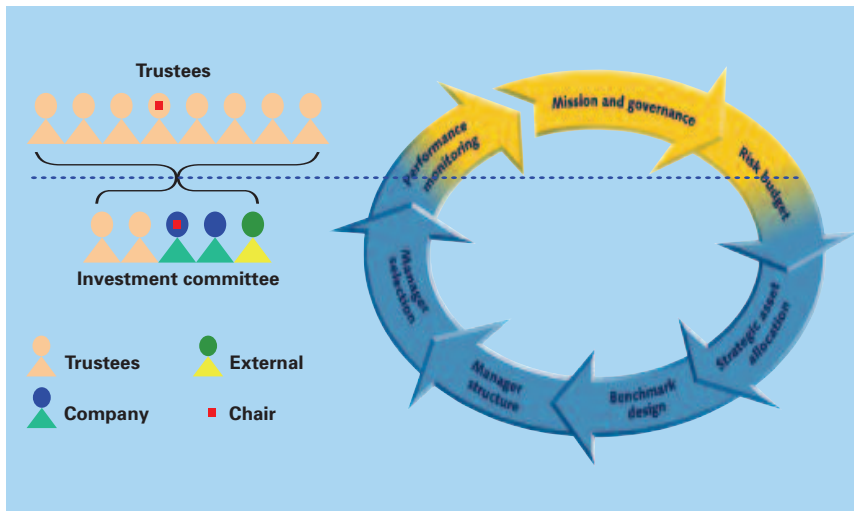 Trustees
Investment committee
Trustees
External
Company
Chair
Mission and governance
Risk budget
Strategic asset
allocation
Benchmark
design
Manager
structure
Manager
selection
Performance
monitoring